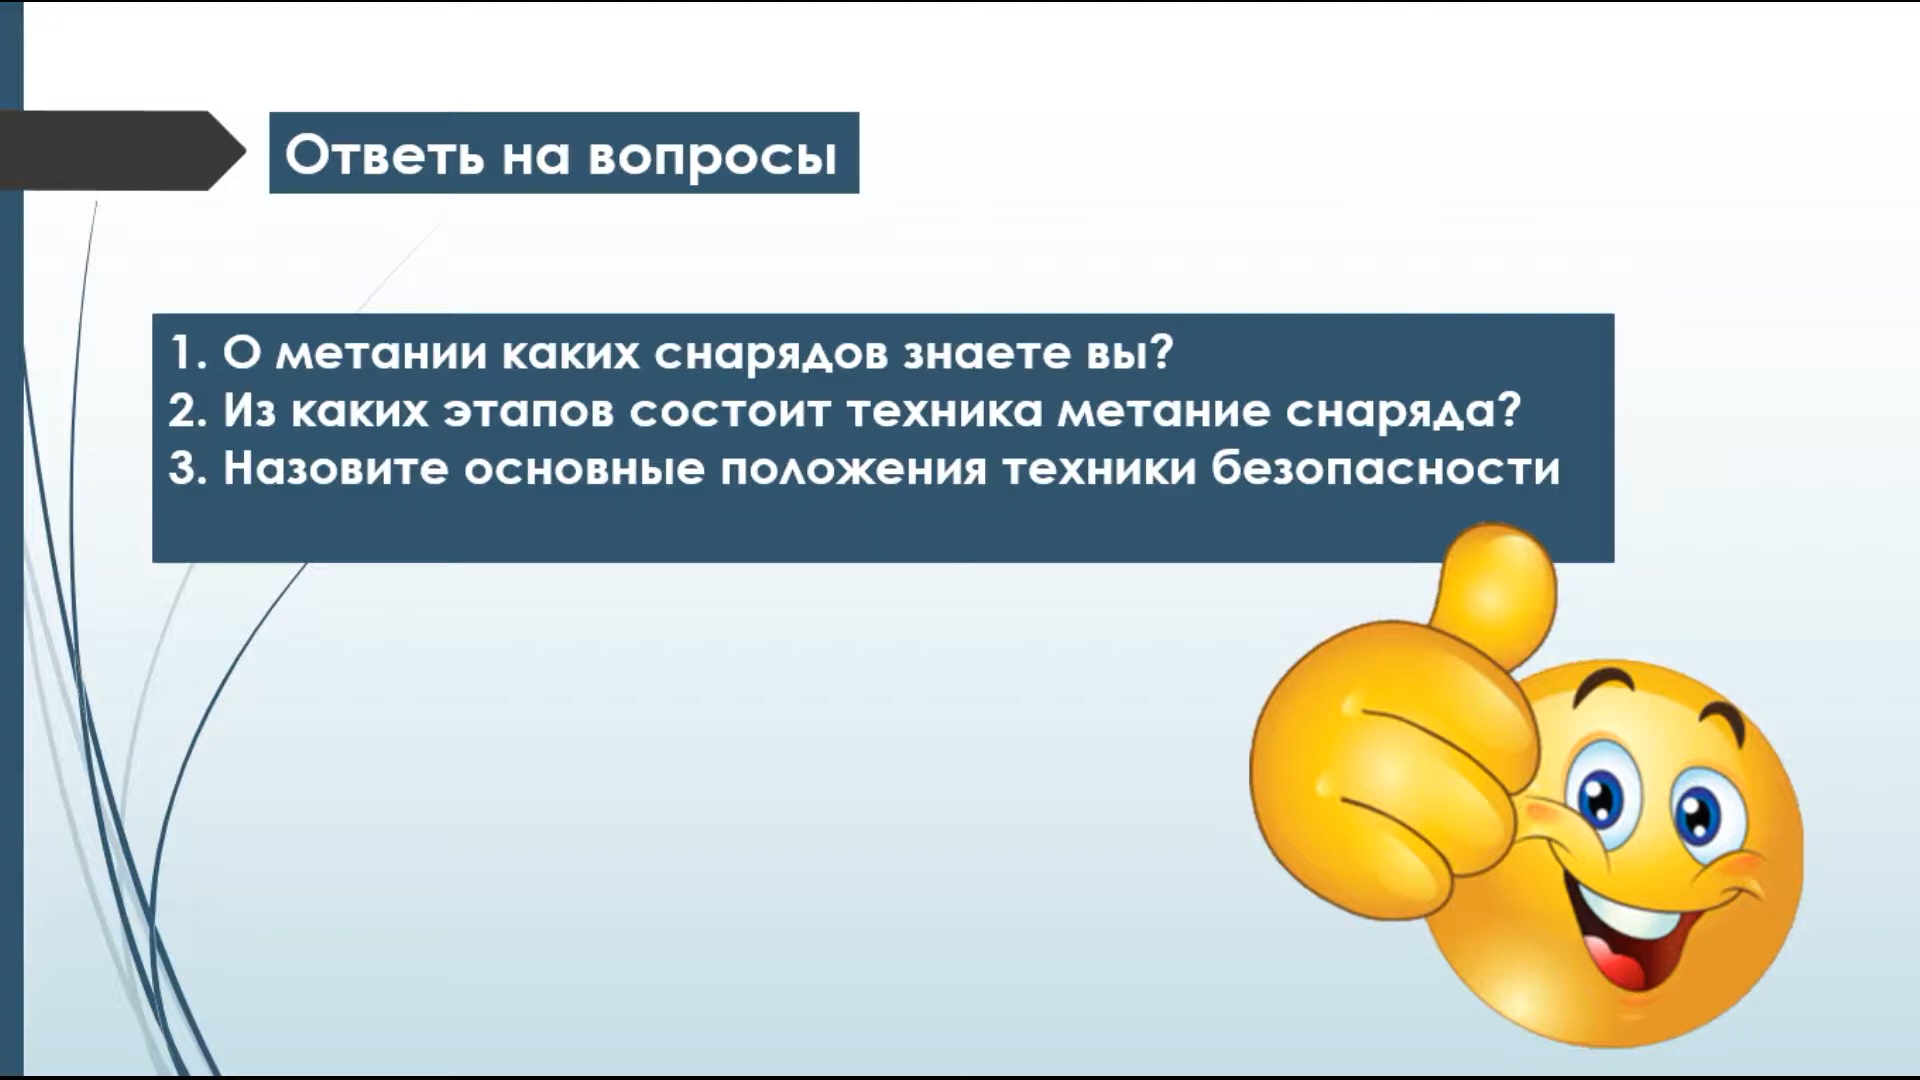 Ответь на вопросы
1. О метании каких снарядов знаете вы?
2. Из каких этапов состоит техника метание снаряда?
3. Назовите основные положения техники безопасности